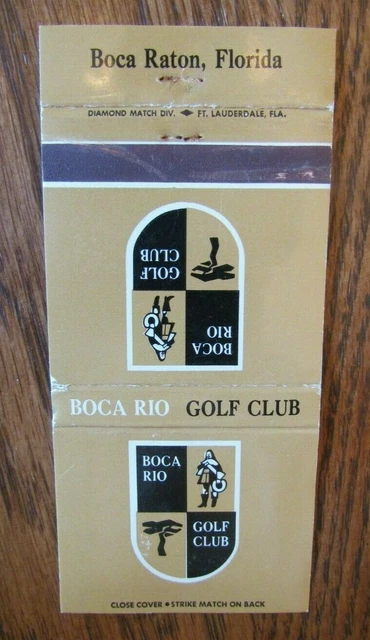 Boca Raton, Florida
DIAMOND MATCH DIV. ◆ FT. LAUDERDALE, FLA.
GOLF
CLUB
BOCA
RIO
BOCA RIO GOLF CLUB
BOCA
RIO
GOLF
CLUB
CLOSE COVER ◆ STRIKE MATCH ON BACK